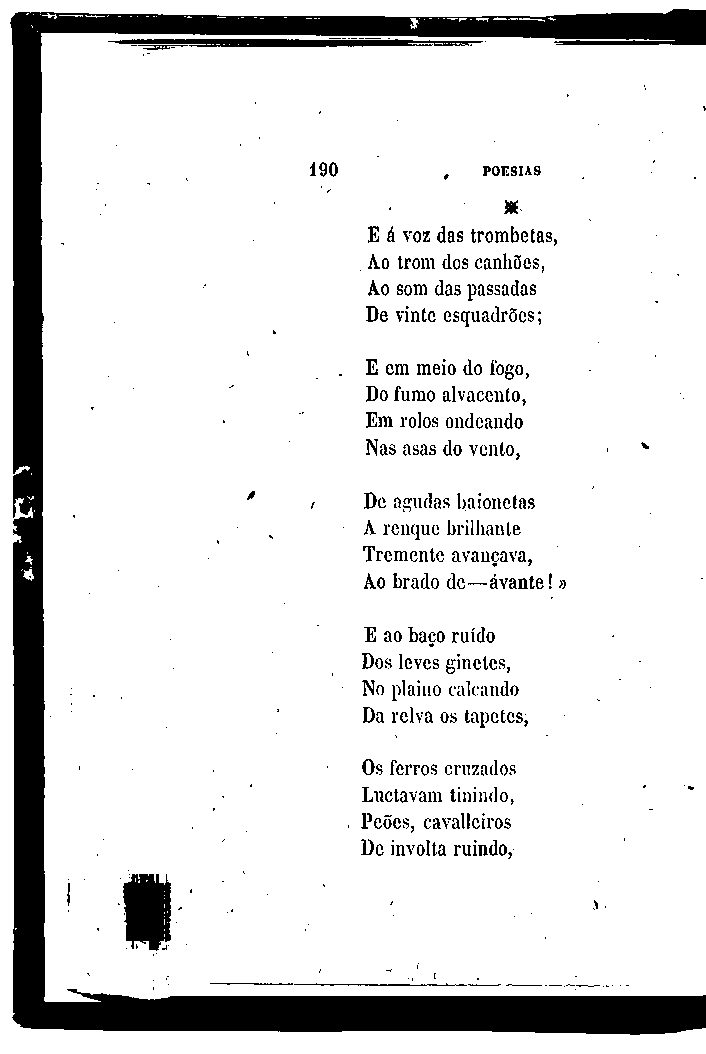 190 POESIAS
E á voz das trombetas,
Ao trom dos canhões,
Ao som das passadas
De vinte esquadrões;
E em meio do fogo,
Do fumo alvacento,
Em rolos ondeando
Nas asas do vento,
De agudas baionetas
A renque brilhante
Tremente avançava,
Ao brado de—ávante! »
E ao baço ruído
Dos leves ginetes,
No plaino calcando
Da relva os tapetes,
Os ferros cruzados
Luctavam tinindo,
Peões, cavalleiros
De involta ruindo,